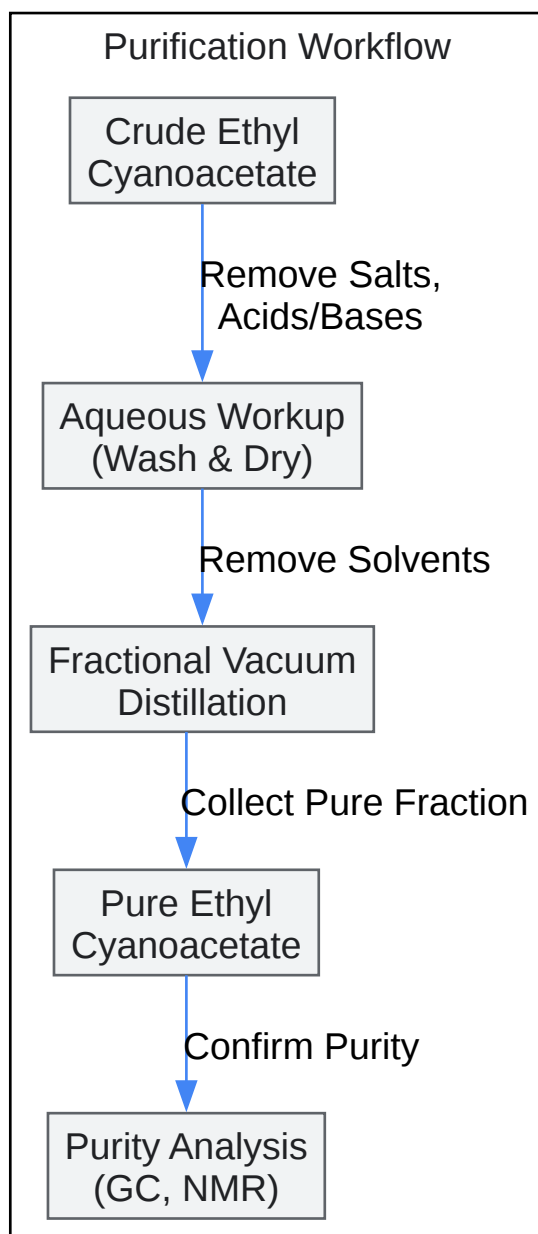 Purification Workflow
Crude Ethyl
Cyanoacetate
Remove Salts,
Acids/Bases
Aqueous Workup
(Wash & Dry)
Remove Solvents
Fractional Vacuum
Distillation
Collect Pure Fraction
Pure Ethyl
Cyanoacetate
Confirm Purity
Purity Analysis
(GC, NMR)